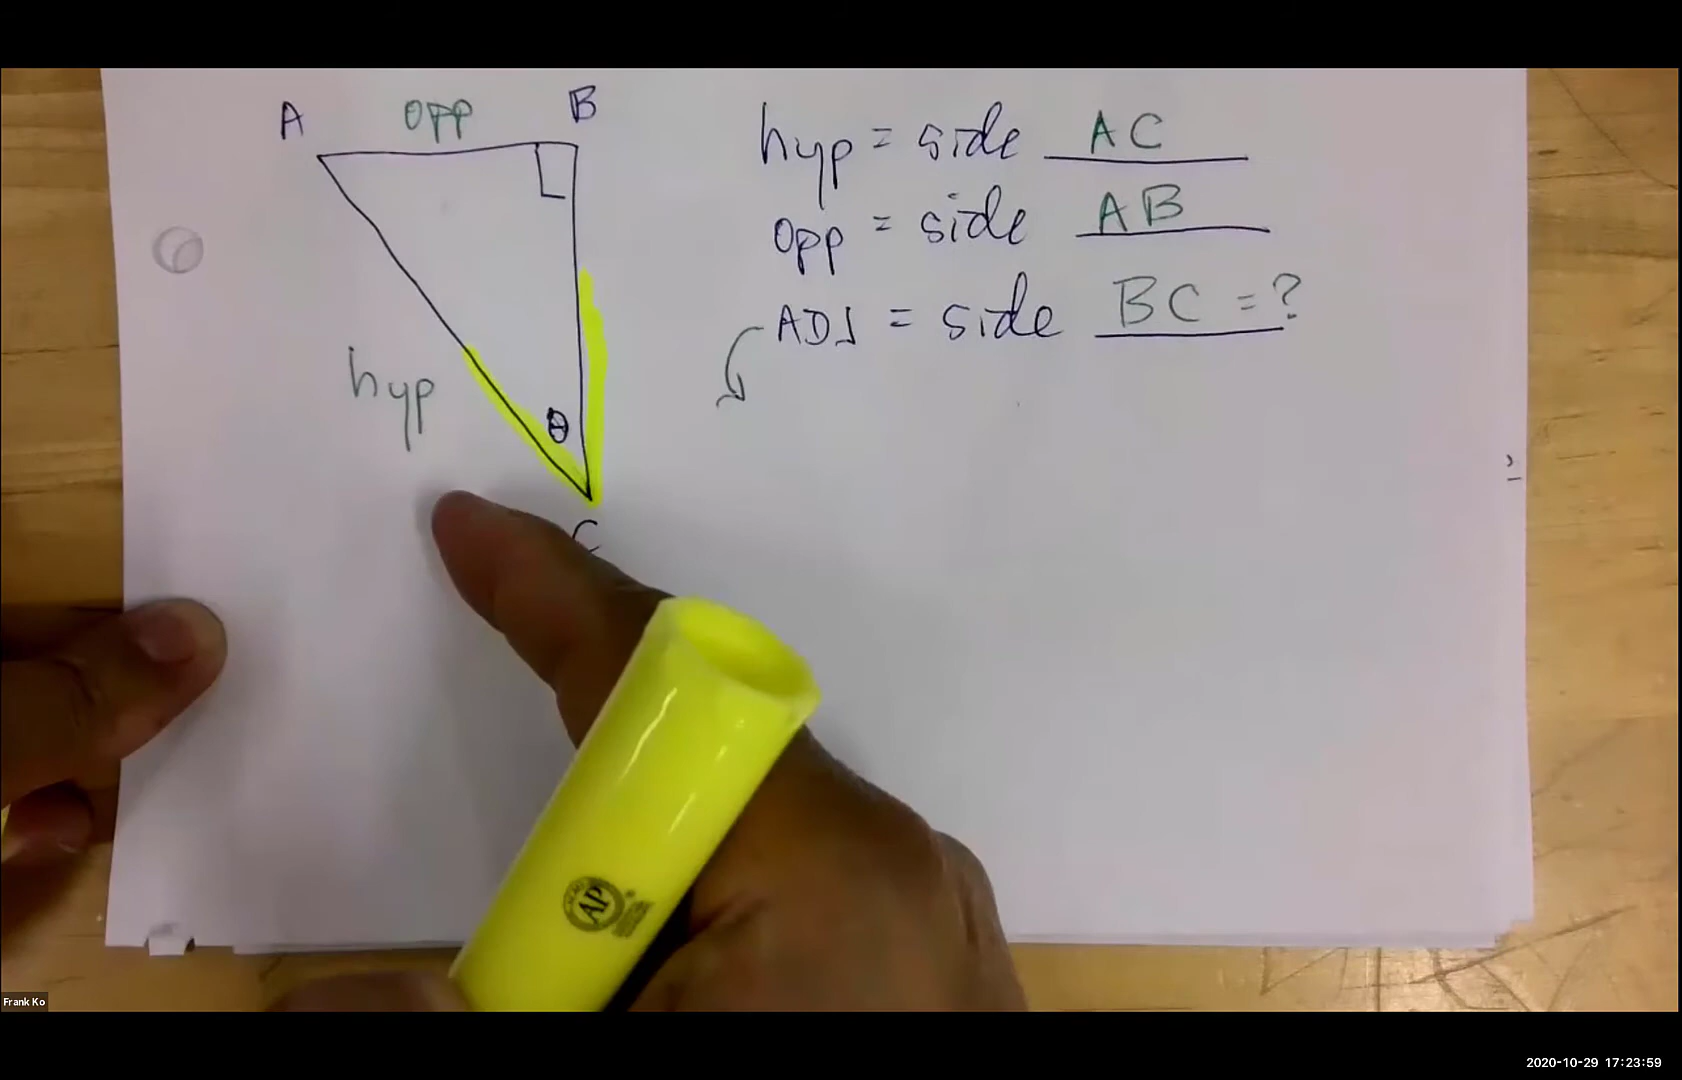 A opp B
hyp = side AC
opp = side AB
ADJ = side BC = ?
hyp
θ
C
AP
Frank Ko
2020-10-29 17:23:59